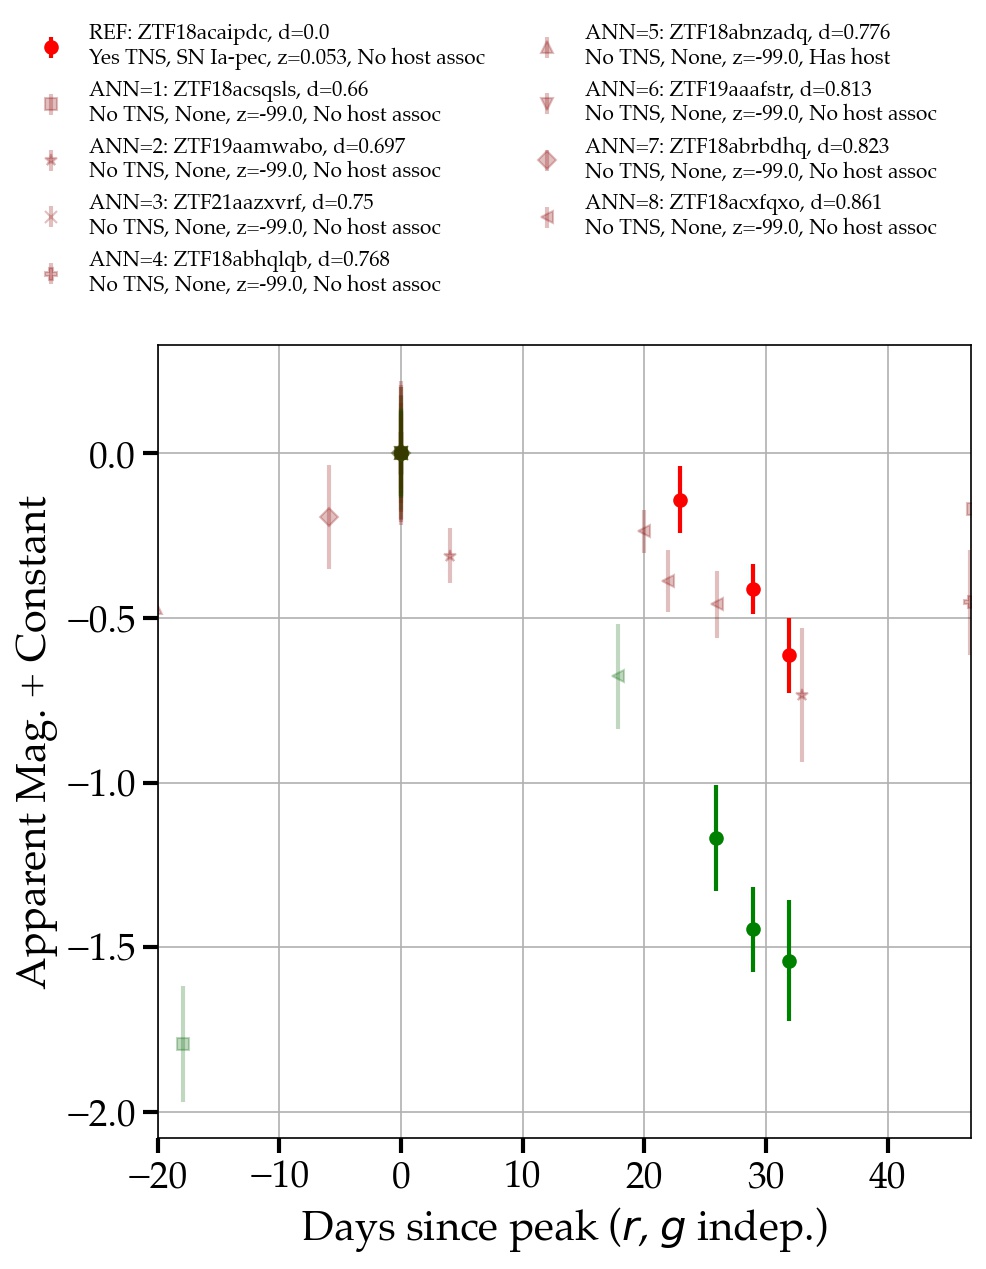 REF: ZTF18acaipdc, d=0.0
Yes TNS, SN Ia-pec, z=0.053, No host assoc
ANN=1: ZTF18acsqsls, d=0.66
No TNS, None, z=-99.0, No host assoc
ANN=2: ZTF19aamwabo, d=0.697
No TNS, None, z=-99.0, No host assoc
ANN=3: ZTF21aazxvrf, d=0.75
No TNS, None, z=-99.0, No host assoc
ANN=4: ZTF18abhqlqb, d=0.768
No TNS, None, z=-99.0, No host assoc
ANN=5: ZTF18abnzadq, d=0.776
No TNS, None, z=-99.0, Has host
ANN=6: ZTF19aaafstr, d=0.813
No TNS, None, z=-99.0, No host assoc
ANN=7: ZTF18abrbdhq, d=0.823
No TNS, None, z=-99.0, No host assoc
ANN=8: ZTF18acxfqxo, d=0.861
No TNS, None, z=-99.0, No host assoc
Apparent Mag. + Constant
0.0
−0.5
−1.0
−1.5
−2.0
−20 −10 0 10 20 30 40
Days since peak (r, g indep.)